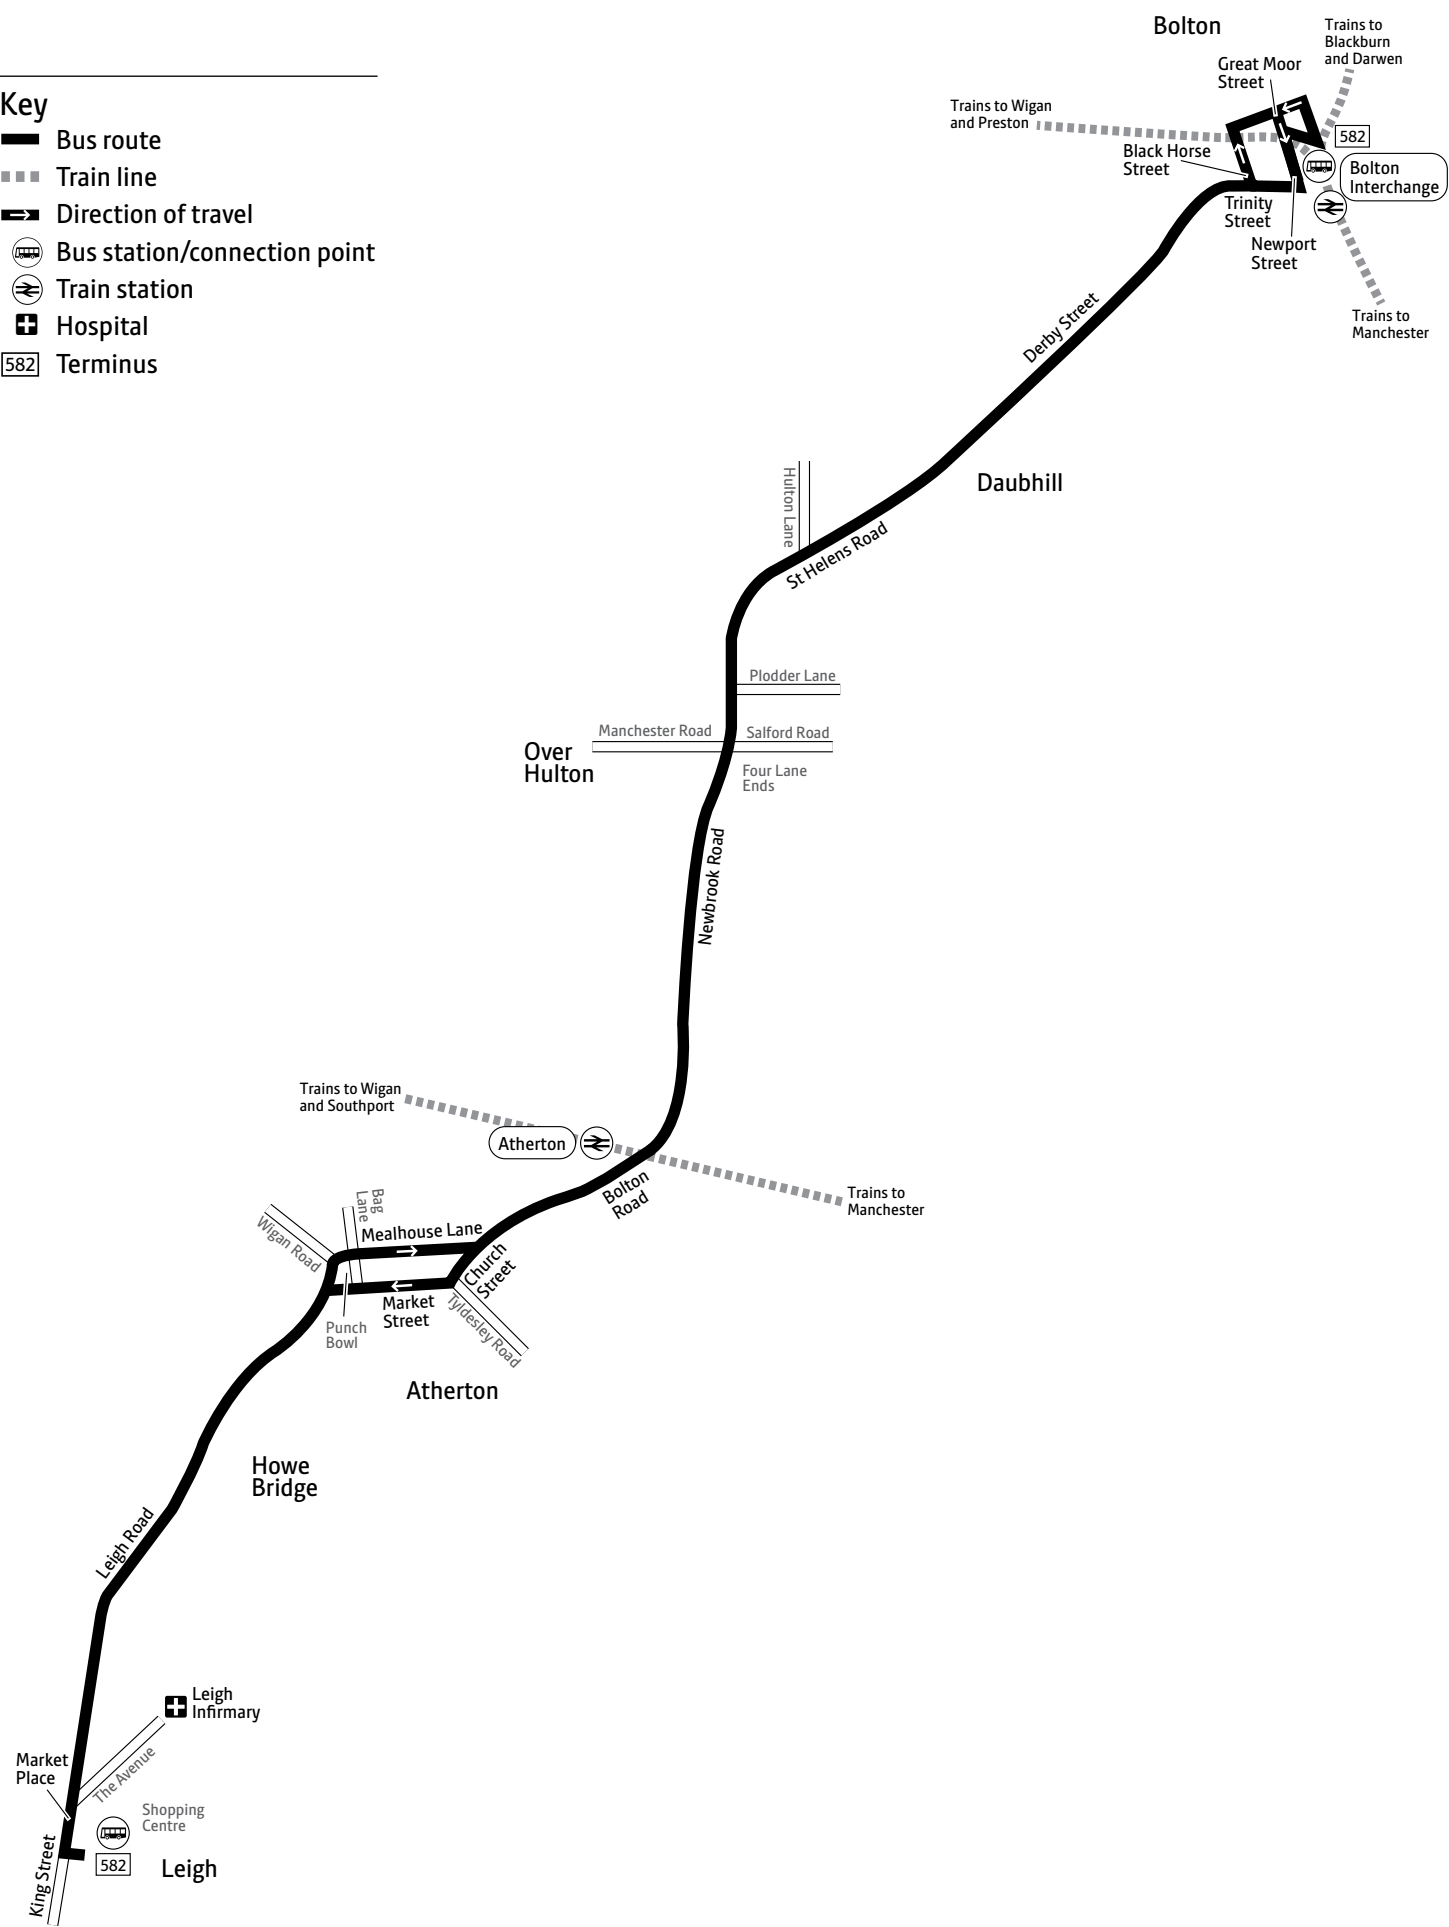 Bolton
Trains to
Blackburn
and Darwen
Great Moor
Street
Key
Trains to Wigan
and Preston
582
Bus route
Black Horse
Street
Bolton
Interchange
Train line
Trinity
Street
Direction of travel
Newport
Street
Bus station/connection point
Train station
Trains to
Manchester
Hospital
Derby Street
582 Terminus
Daubhill
Hulton Lane
St Helens Road
Plodder Lane
Manchester Road
Salford Road
Over
Hulton
Four Lane
Ends
Newbrook Road
Trains to Wigan
and Southport
Atherton
Bolton
Road
Trains to
Manchester
Bag
Lane
Wigan Road
Mealhouse Lane
Church
Street
Market
Street
Tyldesley Road
Punch
Bowl
Atherton
Howe
Bridge
Leigh Road
Leigh
Infirmary
Market
Place
The Avenue
Shopping
Centre
King Street
582
Leigh